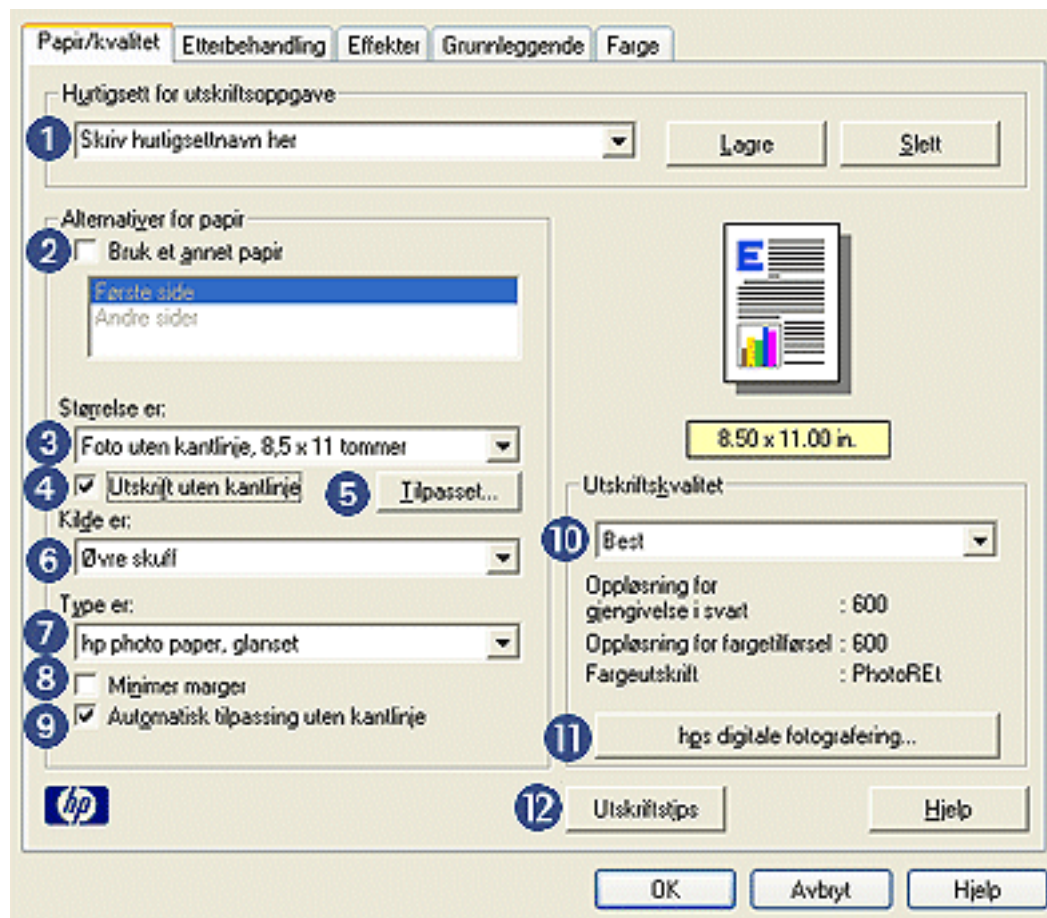 Papir/kvalitet Etterbehandling Effekter Grunnleggende Farge
Hurtigsett for utskriftsoppgave
1 Skriv hurtigsettnavn her Lagre Slett
Alternativer for papir
2 Bruk et annet papir
Første side
Andre sider
E
Størrelse er:
3 Foto uten kantlinje, 8,5 x 11 tommer
8.50 x 11.00 in.
4 Utskrift uten kantlinje 5 Tilpasset...
Kilde er:
6 Øvre skuff
Type er:
7 hp photo paper, glanset
8 Minimer marger
9 Automatisk tilpassing uten kantlinje
Utskriftskvalitet
10 Best
Oppløsning for
gjengivelse i svart : 600
Oppløsning for fargetilførsel : 600
Fargeutskrift : PhotoREt
11 hps digitale fotografering...
hp
12 Utskriftstips Hjelp
OK Avbryt Hjelp